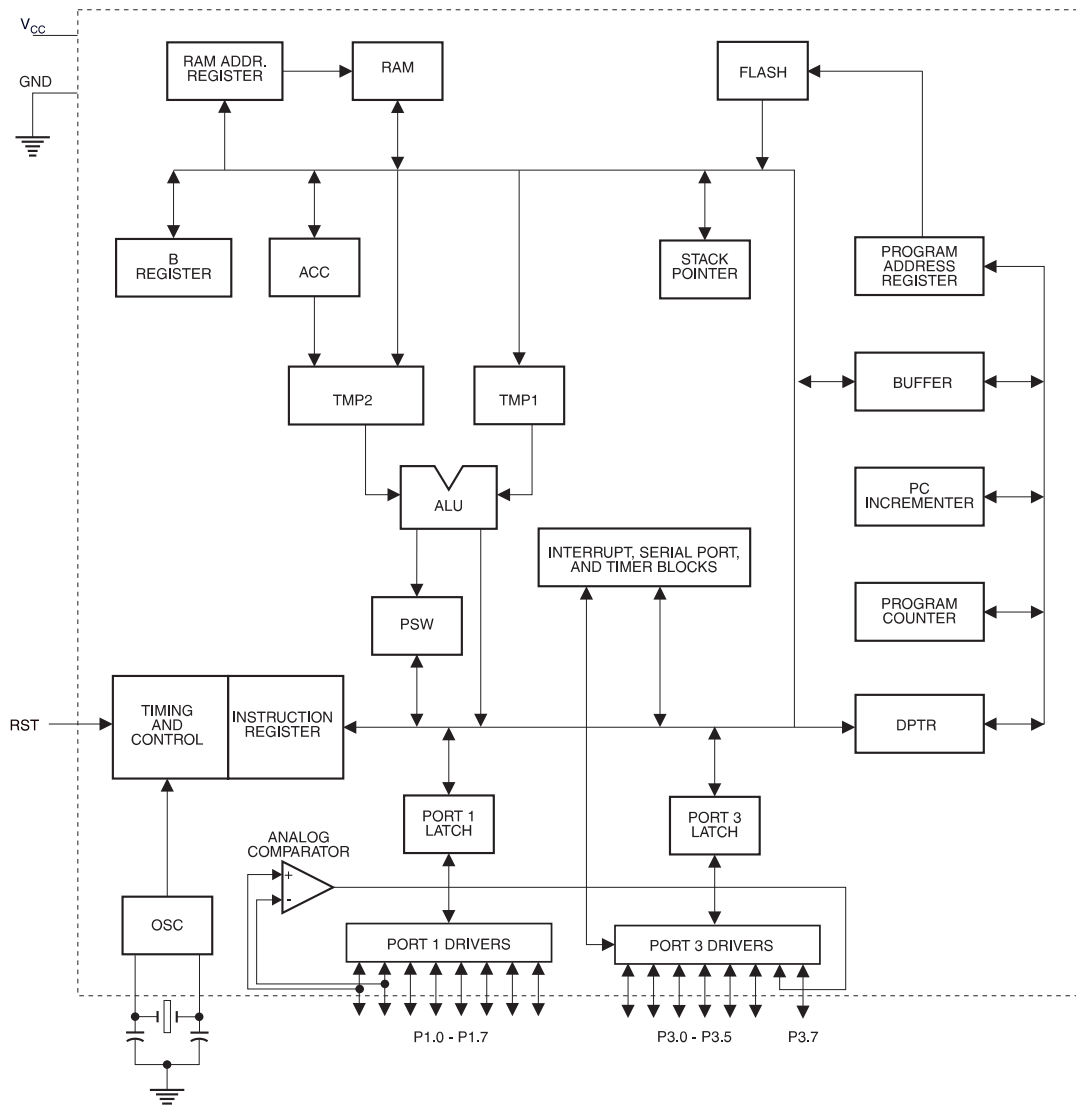 VCC
GND
RAM ADDR.
REGISTER
RAM
FLASH
B
REGISTER
ACC
STACK
POINTER
PROGRAM
ADDRESS
REGISTER
TMP2
TMP1
BUFFER
ALU
PC
INCREMENTER
INTERRUPT, SERIAL PORT,
AND TIMER BLOCKS
PSW
PROGRAM
COUNTER
RST
TIMING
AND
CONTROL
INSTRUCTION
REGISTER
DPTR
PORT 1
LATCH
PORT 3
LATCH
ANALOG
COMPARATOR
+
-
OSC
PORT 1 DRIVERS
PORT 3 DRIVERS
P1.0 - P1.7
P3.0 - P3.5
P3.7